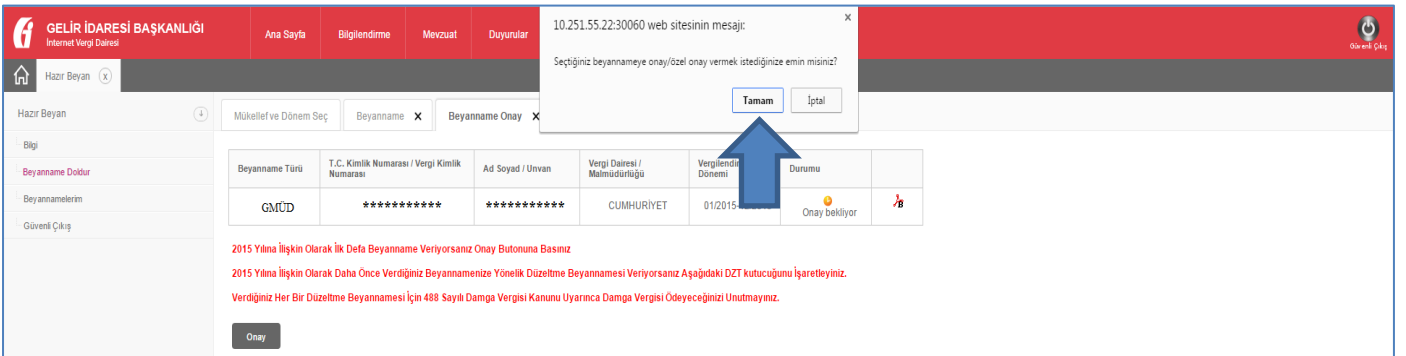 GELİR İDARESİ BAŞKANLIĞI
İnternet Vergi Dairesi
Ana Sayfa
Bilgilendirme
Mevzuat
Duyurular
Güvenli Çıkış
10.251.55.22:30060 web sitesinin mesajı:
x
Seçtiğiniz beyannameye onay/özel onay vermek istediğinize emin misiniz?
Tamam
İptal
Hazır Beyan x
Hazır Beyan
Bilgi
Beyanname Doldur
Beyannamelerim
Güvenli Çıkış
Mükellef ve Dönem Seç
Beyanname X
Beyanname Onay X
Beyanname Türü
T.C. Kimlik Numarası / Vergi Kimlik
Numarası
Ad Soyad / Unvan
Vergi Dairesi /
Malmüdürlüğü
Dönemi
Durumu
GMÜD
***********
***********
CUMHURİYET
01/2015-
Onay bekliyor
2015 Yılına İlişkin Olarak İlk Defa Beyanname Veriyorsanız Onay Butonuna Basınız
2015 Yılına İlişkin Olarak Daha Önce Verdiğiniz Beyannamenize Yönelik Düzeltme Beyannamesi Veriyorsanız Aşağıdaki DZT kutucuğunu İşaretleyiniz.
Verdiğiniz Her Bir Düzeltme Beyannamesi İçin 488 Sayılı Damga Vergisi Kanunu Uyarınca Damga Vergisi Ödeyeceğinizi Unutmayınız.
Onay